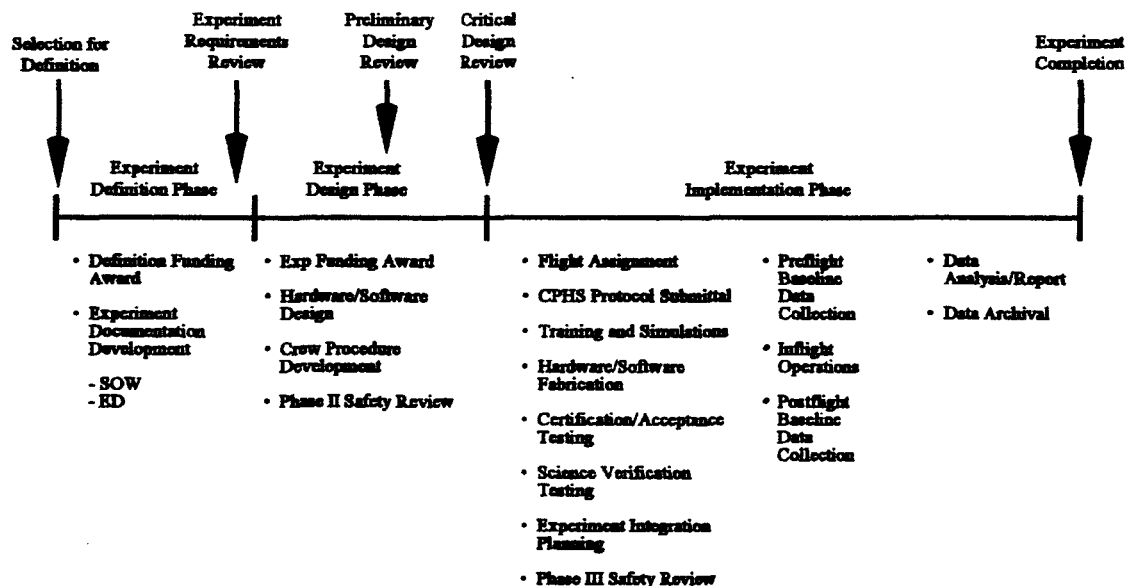 Selection for
Definition
Experiment
Requirements
Review
Preliminary
Design
Review
Critical
Design
Review
Experiment
Completion
Experiment
Definition Phase
Experiment
Design Phase
Experiment
Implementation Phase
• Definition Funding
Award
• Experiment
Documentation
Development
- SOW
- ED
• Exp Funding Award
• Hardware/Software
Design
• Crew Procedure
Development
• Phase II Safety Review
• Flight Assignment
• CPHS Protocol Submittal
• Training and Simulations
• Hardware/Software
Fabrication
• Certification/Acceptance
Testing
• Science Verification
Testing
• Experiment Integration
Planning
• Phase III Safety Review
• Preflight
Baseline
Data
Collection
• Inflight
Operations
• Postflight
Baseline
Data
Collection
• Data
Analysis/Report
• Data Archival